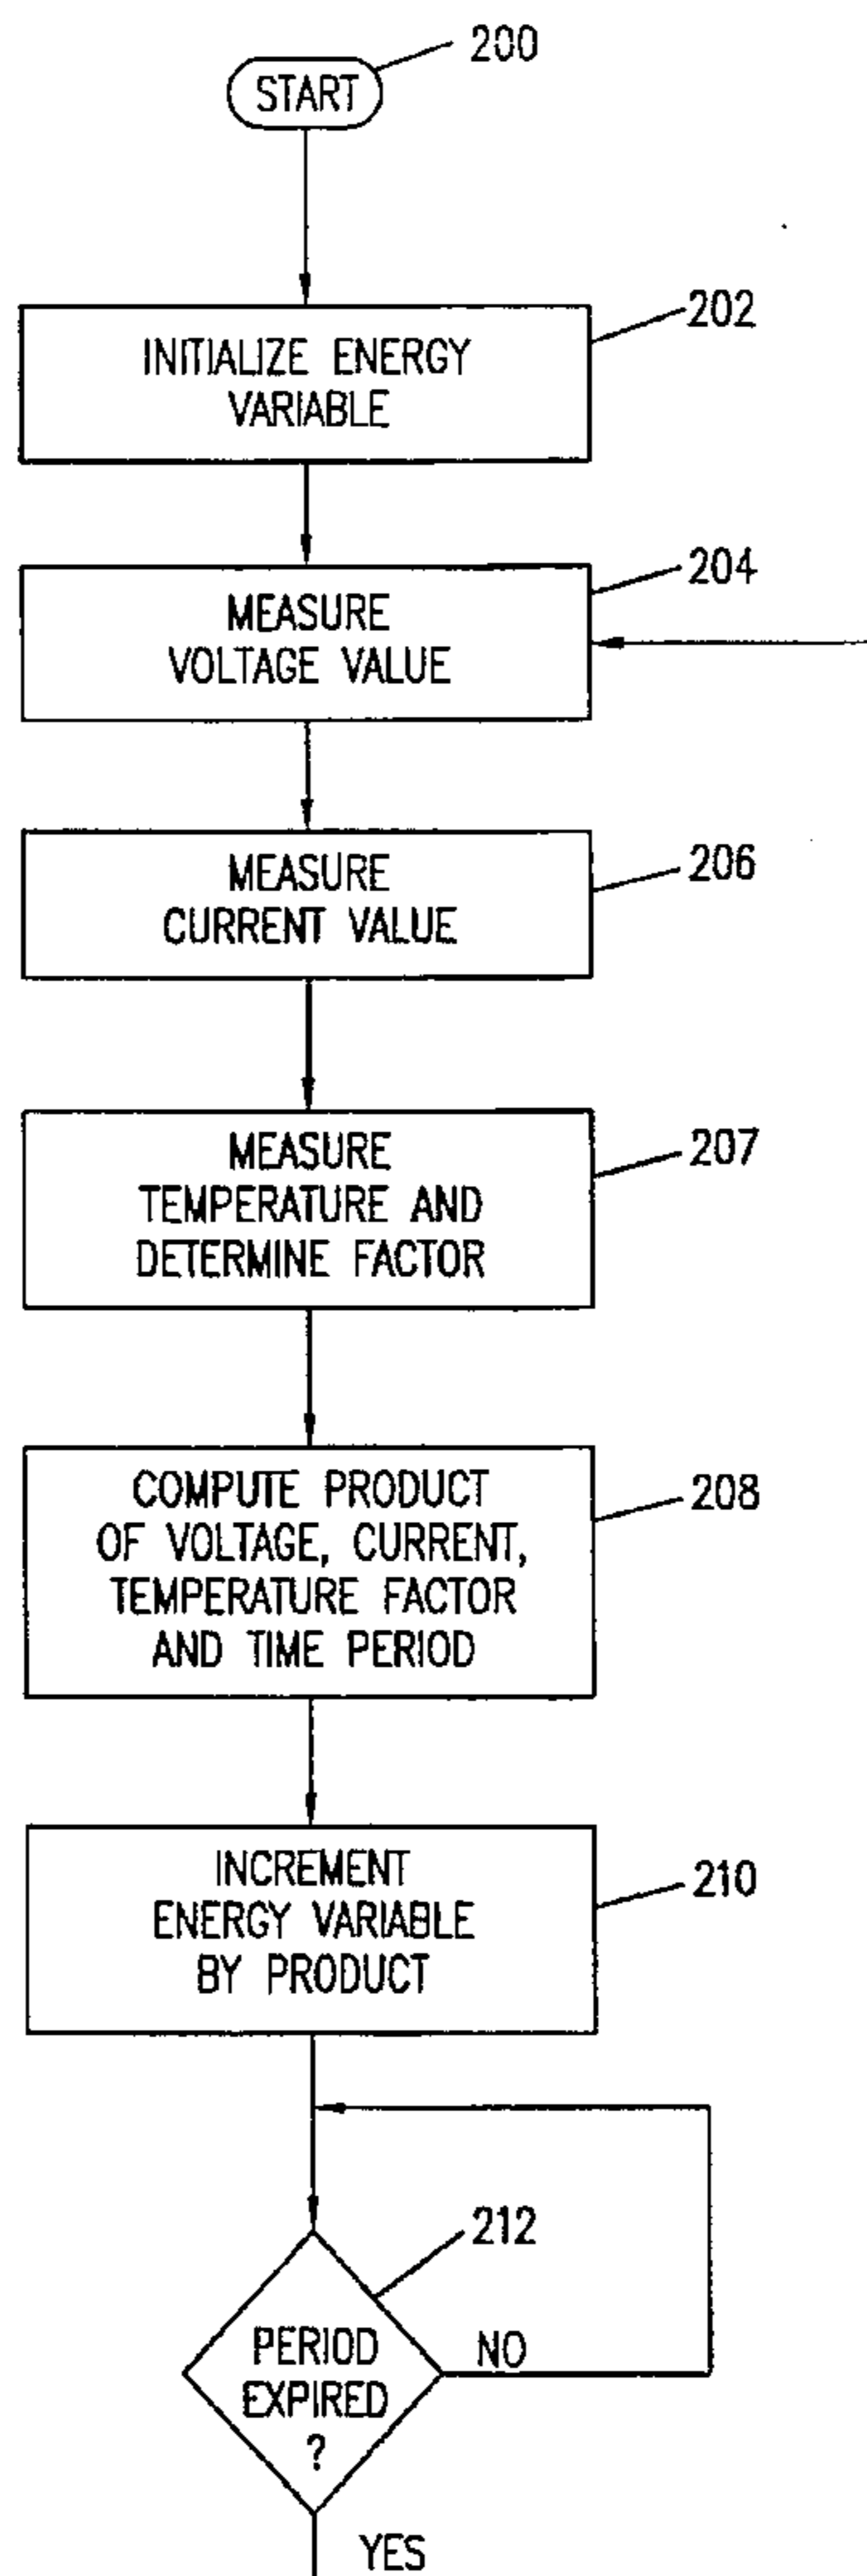 200
START
202
INITIALIZE ENERGY
VARIABLE
204
MEASURE
VOLTAGE VALUE
206
MEASURE
CURRENT VALUE
207
MEASURE
TEMPERATURE AND
DETERMINE FACTOR
208
COMPUTE PRODUCT
OF VOLTAGE, CURRENT,
TEMPERATURE FACTOR
AND TIME PERIOD
210
INCREMENT
ENERGY VARIABLE
BY PRODUCT
212
PERIOD
EXPIRED
?
NO
YES